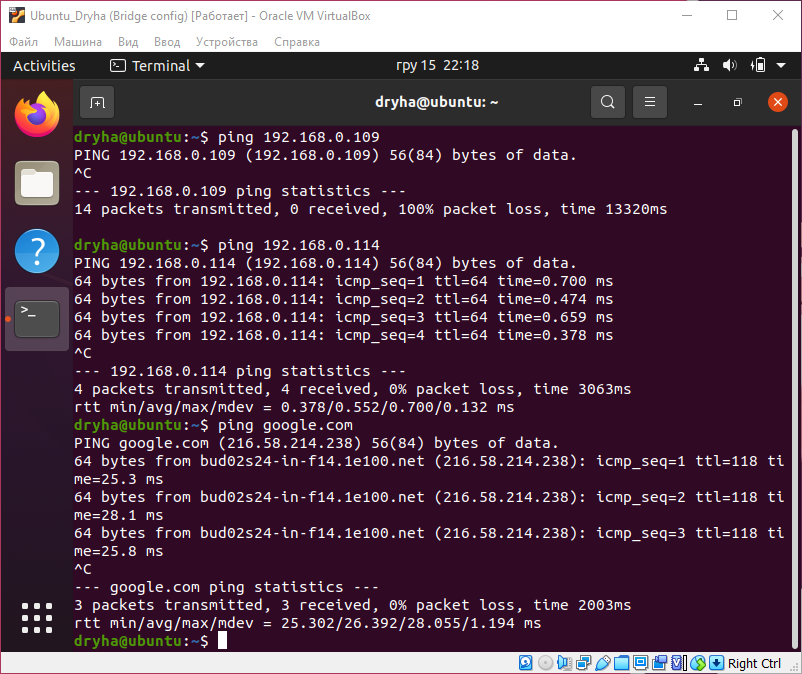 Ubuntu_Dryha (Bridge config) [Работает] - Oracle VM VirtualBox
Файл Машина Вид Ввод Устройства Справка
Activities Terminal гру 15 22:18
dryha@ubuntu: ~
dryha@ubuntu:~$ ping 192.168.0.109
PING 192.168.0.109 (192.168.0.109) 56(84) bytes of data.
^C
--- 192.168.0.109 ping statistics ---
14 packets transmitted, 0 received, 100% packet loss, time 13320ms
dryha@ubuntu:~$ ping 192.168.0.114
PING 192.168.0.114 (192.168.0.114) 56(84) bytes of data.
64 bytes from 192.168.0.114: icmp_seq=1 ttl=64 time=0.700 ms
64 bytes from 192.168.0.114: icmp_seq=2 ttl=64 time=0.474 ms
64 bytes from 192.168.0.114: icmp_seq=3 ttl=64 time=0.659 ms
64 bytes from 192.168.0.114: icmp_seq=4 ttl=64 time=0.378 ms
^C
--- 192.168.0.114 ping statistics ---
4 packets transmitted, 4 received, 0% packet loss, time 3063ms
rtt min/avg/max/mdev = 0.378/0.552/0.700/0.132 ms
dryha@ubuntu:~$ ping google.com
PING google.com (216.58.214.238) 56(84) bytes of data.
64 bytes from bud02s24-in-f14.1e100.net (216.58.214.238): icmp_seq=1 ttl=118 ti
me=25.3 ms
64 bytes from bud02s24-in-f14.1e100.net (216.58.214.238): icmp_seq=2 ttl=118 ti
me=28.1 ms
64 bytes from bud02s24-in-f14.1e100.net (216.58.214.238): icmp_seq=3 ttl=118 ti
me=25.8 ms
^C
--- google.com ping statistics ---
3 packets transmitted, 3 received, 0% packet loss, time 2003ms
rtt min/avg/max/mdev = 25.302/26.392/28.055/1.194 ms
dryha@ubuntu:~$
Right Ctrl